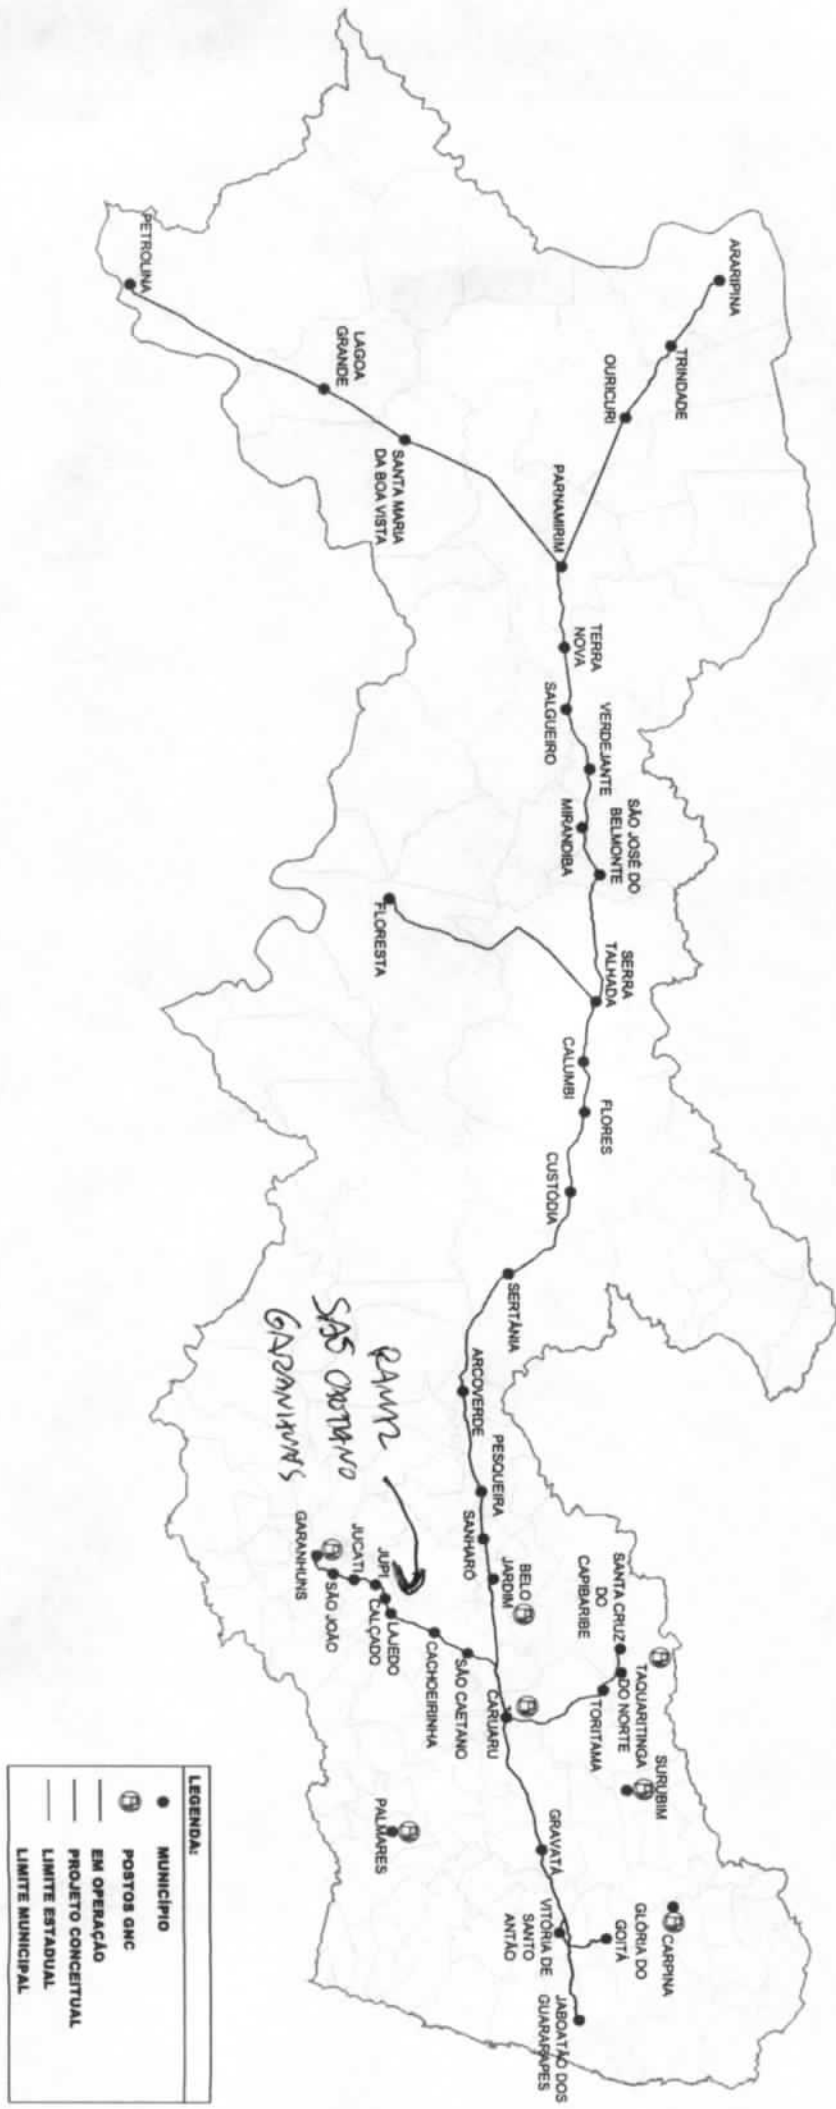 ARARIPINA
TRINDADE
OURICURI
PETROLINA
LAGOA
GRANDE
SANTA MARIA
DA BOA VISTA
PARNAMIRIM
TERRA
NOVA
SALGUEIRO
VERDEJANTE
MIRANDIBA
SÃO JOSÉ DO
BELMONTE
FLORESTA
SERRA
TALHADA
CALUMBI
FLORES
CUSTÓDIA
SERTÂNIA
ARCOVERDE
PESQUEIRA
SANHARÓ
BELO
JARDIM
RAMAL
SÃO CAETANO
GARANHUNS
GARANHUNS
SÃO JOÃO
JUCATI
JUPI
CALÇADO
LAJEDO
CACHOEIRINHA
SÃO CAETANO
CARUARU
SANTA CRUZ
DO
CAPIBARIBE
TAQUARITINGA
DO NORTE
TORITAMA
SURUBIM
PALMARES
GRAVATÁ
VITÓRIA DE
SANTO
ANTÃO
CARPINA
GLÓRIA DO
GOITÁ
JABOATÃO DOS
GUARARAPES
LEGENDA:
MUNICÍPIO
POSTOS GNC
EM OPERAÇÃO
PROJETO CONCEITUAL
LIMITE ESTADUAL
LIMITE MUNICIPAL